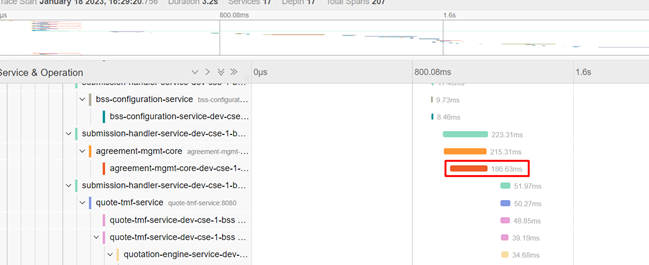 race Start January 18 2023, 16:29:20.756 Duration 3.2s Services 17 Depth 17 Total Spans 207
μs 800.08ms 1.6s
Service & Operation 0μs 800.08ms 1.6s
bss-configuration-service bss-configurat... 9.73ms
bss-configuration-service-dev-cse-1... 8.46ms
submission-handler-service-dev-cse-1-b... 223.31ms
agreement-mgmt-core agreement-mgmt-... 215.31ms
agreement-mgmt-core-dev-cse-1... 186.63ms
submission-handler-service-dev-cse-1-b... 51.97ms
quote-tmf-service quote-tmf-service:8080 50.27ms
quote-tmf-service-dev-cse-1-bss ... 48.85ms
quote-tmf-service-dev-cse-1-bss ... 39.19ms
quotation-engine-service-dev-... 34.68ms